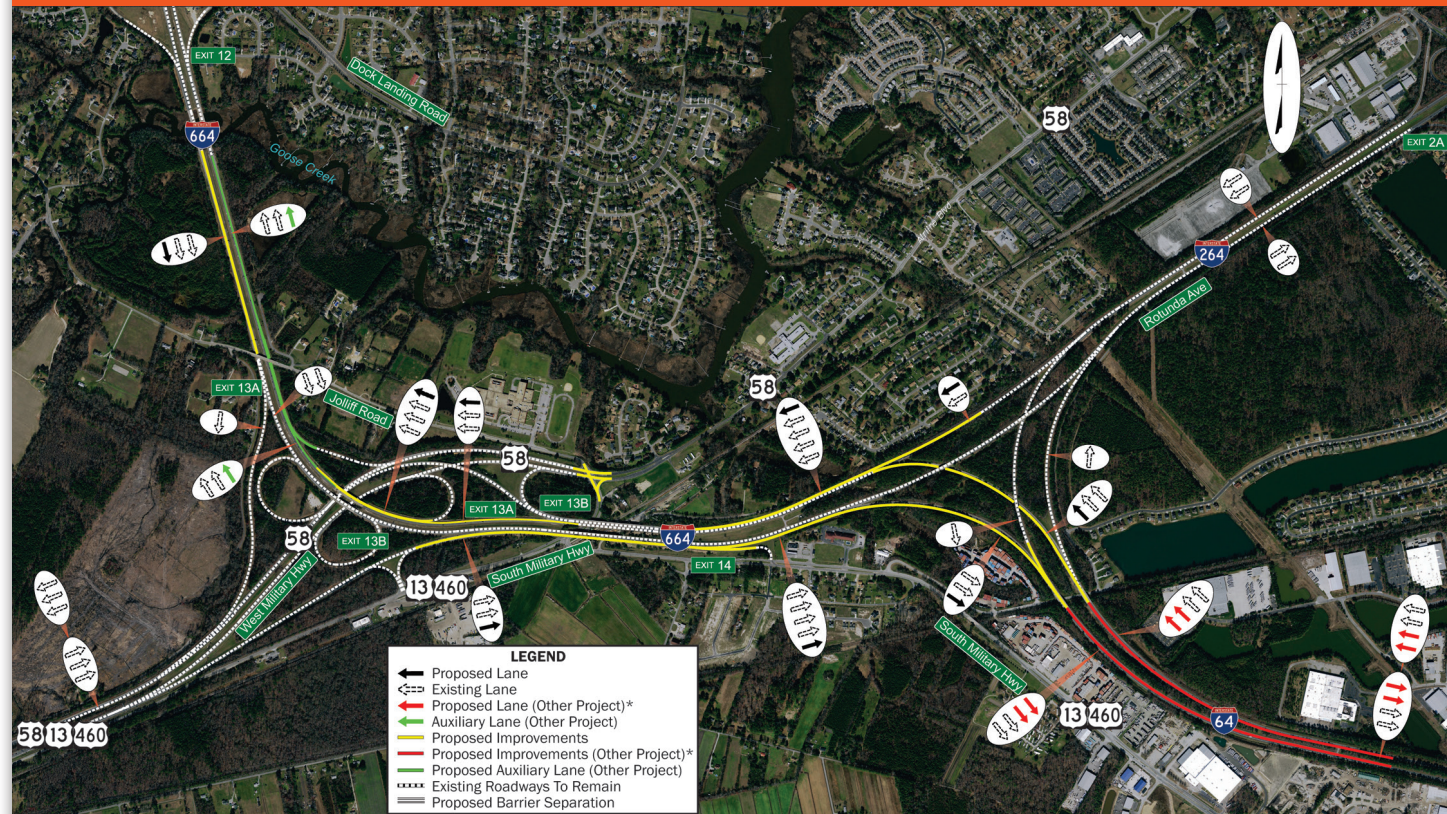 EXIT 12
Dock Landing Road
INTERSTATE
664
Goose Creek
58
EXIT 2A
INTERSTATE
264
Rotunda Ave
EXIT 13A
Jolliff Road
58
58
EXIT 13A
EXIT 13B
INTERSTATE
664
58
EXIT 13B
EXIT 14
South Military Hwy
West Military Hwy
13 460
South Military Hwy
13 460
INTERSTATE
64
58 13 460
LEGEND
Proposed Lane
Existing Lane
Proposed Lane (Other Project)*
Auxiliary Lane (Other Project)
Proposed Improvements
Proposed Improvements (Other Project)*
Proposed Auxiliary Lane (Other Project)
Existing Roadways To Remain
Proposed Barrier Separation